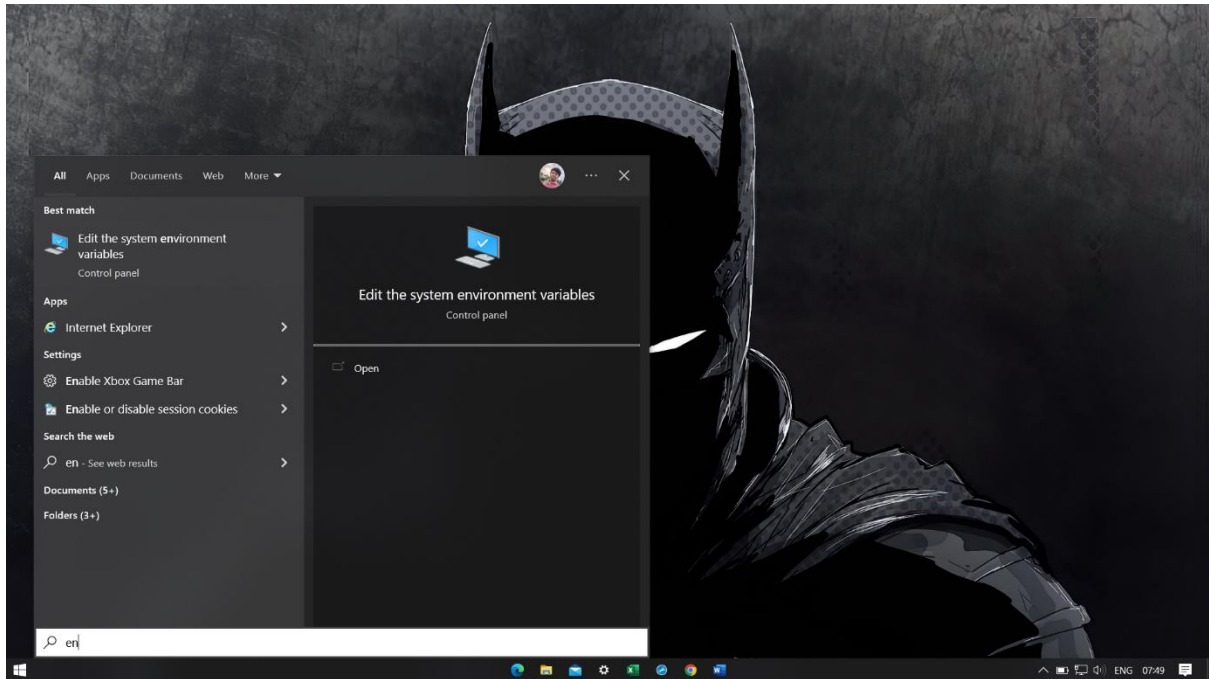 All Apps Documents Web More
Best match
Edit the system environment
variables
Control panel
Apps
Internet Explorer
Settings
Enable Xbox Game Bar
Enable or disable session cookies
Search the web
en - See web results
Documents (5+)
Folders (3+)
Edit the system environment variables
Control panel
Open
en
ENG 07:49